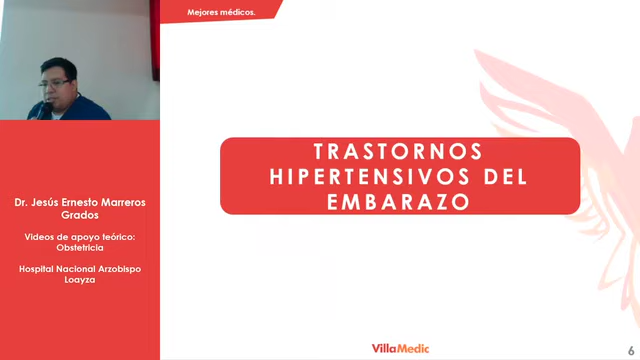 Mejores médicos.
TRASTORNOS
HIPERTENSIVOS DEL
EMBARAZO
Dr. Jesús Ernesto Marreros
Grados
Videos de apoyo teórico:
Obstetricia
Hospital Nacional Arzobispo
Loayza
VillaMedic
6